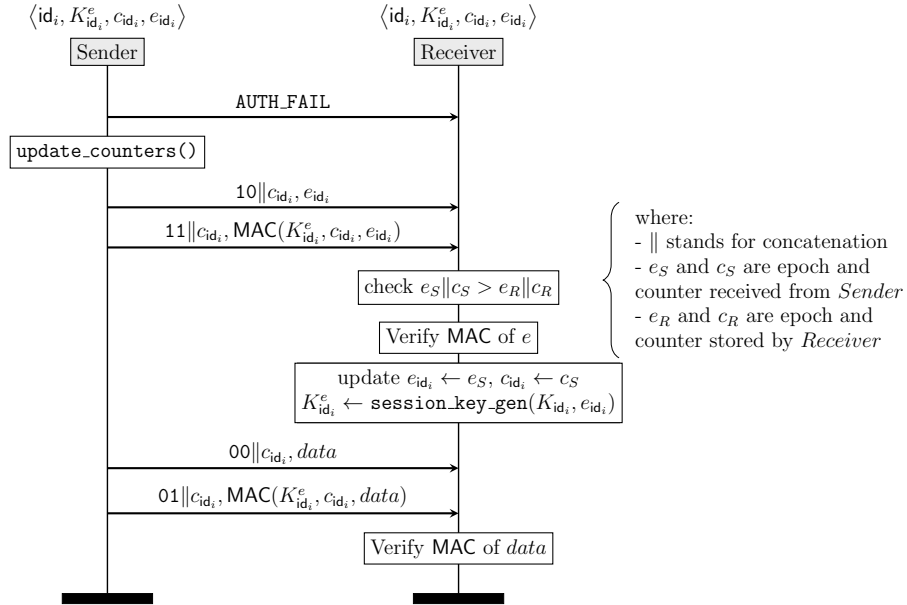 ⟨id_i, K^e_{id_i}, c_{id_i}, e_{id_i}⟩ ⟨id_i, K^e_{id_i}, c_{id_i}, e_{id_i}⟩
Sender Receiver
AUTH_FAIL
update_counters()
10‖c_{id_i}, e_{id_i}
11‖c_{id_i}, MAC(K^e_{id_i}, c_{id_i}, e_{id_i})
check e_S‖c_S > e_R‖c_R
Verify MAC of e
where:
- ‖ stands for concatenation
- e_S and c_S are epoch and
counter received from Sender
- e_R and c_R are epoch and
counter stored by Receiver
update e_{id_i} ← e_S, c_{id_i} ← c_S
K^e_{id_i} ← session_key_gen(K_{id_i}, e_{id_i})
00‖c_{id_i}, data
01‖c_{id_i}, MAC(K^e_{id_i}, c_{id_i}, data)
Verify MAC of data